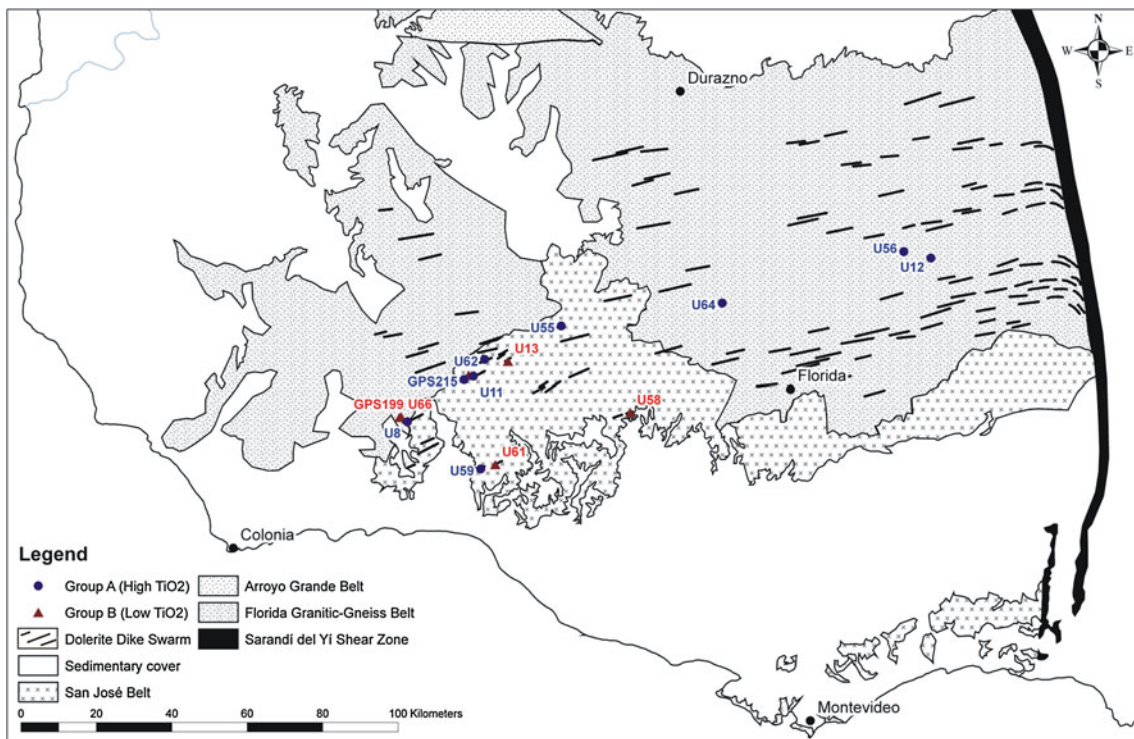 N
W E
S
Durazno
U56
U12
U64
U55
U62 U13
GPS215
U11
Florida
GPS199 U66
U58
U8
U61
U59
Colonia
Legend
Group A (High TiO2)
Group B (Low TiO2)
Dolerite Dike Swarm
Sedimentary cover
San José Belt
Arroyo Grande Belt
Florida Granitic-Gneiss Belt
Sarandí del Yí Shear Zone
0 20 40 60 80 100 Kilometers
Montevideo